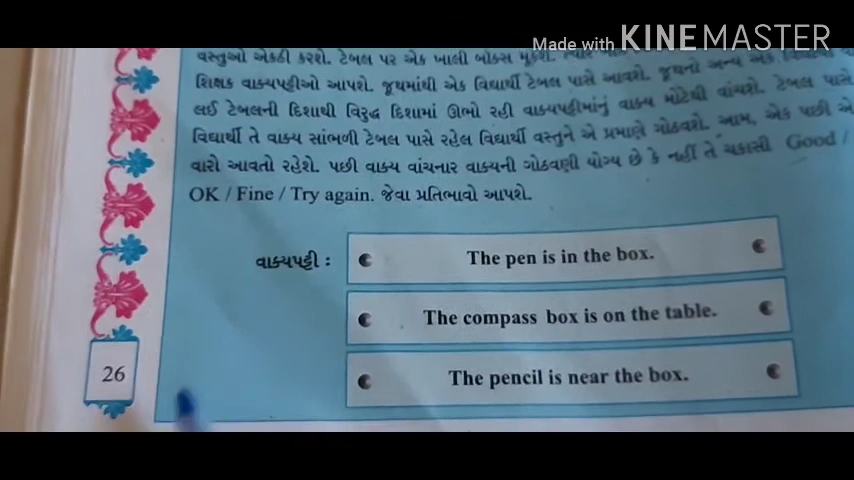 Made with KINEMASTER
વસ્તુઓ એકઠી કરશે. ટેબલ પર એક ખાલી બૉક્સ મૂકશે.
શિક્ષક વાક્યપટ્ટીઓ આપશે. જૂથમાંથી એક વિદ્યાર્થી ટેબલ પાસે આવશે. જૂથનો અન્ય એક
લઈ ટેબલની દિશાથી વિરુદ્ધ દિશામાં ઊભો રહી વાક્યપટ્ટીમાંનું વાક્ય મોટેથી વાંચશે. ટેબલ પાસે
વિદ્યાર્થી તે વાક્ય સાંભળી ટેબલ પાસે રહેલ વિદ્યાર્થી વસ્તુને એ પ્રમાણે ગોઠવશે. આમ, એક પછી એ
વારો આવતો રહેશે. પછી વાક્ય વાંચનાર વાક્યની ગોઠવણી યોગ્ય છે કે નહીં તે ચકાસી Good /
OK / Fine / Try again. જેવા પ્રતિભાવો આપશે.
વાક્યપટ્ટી :
The pen is in the box.
The compass box is on the table.
The pencil is near the box.
26